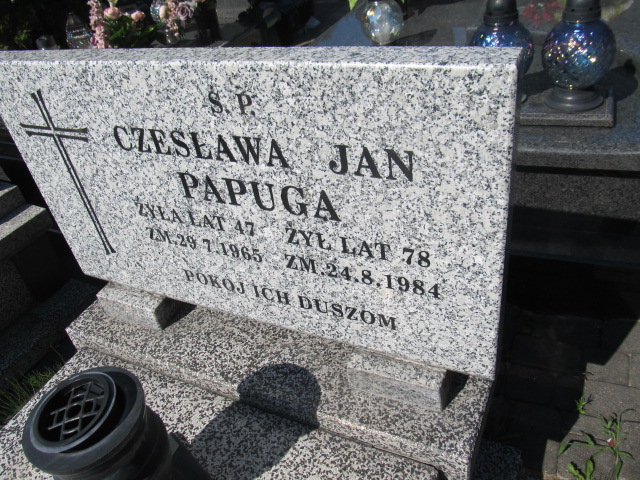 Ś. P.
CZESŁAWA JAN
PAPUGA
ŻYŁA LAT 47 ŻYŁ LAT 78
ZM.29.7.1965 ZM.24.8.1984
POKÓJ ICH DUSZOM